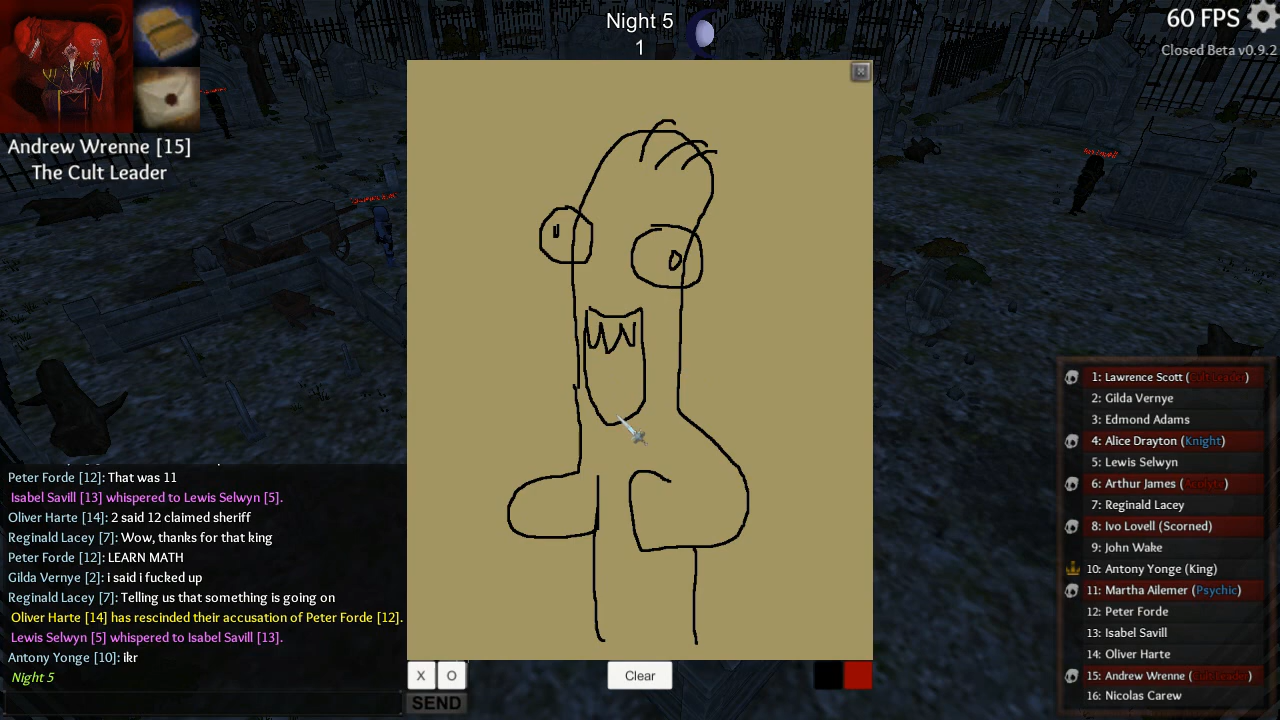 Night 5
1
60 FPS
Closed Beta v0.9.2
Andrew Wrenne [15]
The Cult Leader
Peter Forde [12]: That was 11
Isabel Savill [13] whispered to Lewis Selwyn [5].
Oliver Harte [14]: 2 said 12 claimed sheriff
Reginald Lacey [7]: Wow, thanks for that king
Peter Forde [12]: LEARN MATH
Gilda Vernye [2]: i said i fucked up
Reginald Lacey [7]: Telling us that something is going on
Oliver Harte [14] has rescinded their accusation of Peter Forde [12].
Lewis Selwyn [5] whispered to Isabel Savill [13].
Antony Yonge [10]: ikr
Night 5
X
O
Clear
SEND
1: Lawrence Scott (Cult Leader)
2: Gilda Vernye
3: Edmond Adams
4: Alice Drayton (Knight)
5: Lewis Selwyn
6: Arthur James (Acolyte)
7: Reginald Lacey
8: Ivo Lovell (Scorned)
9: John Wake
10: Antony Yonge (King)
11: Martha Ailemer (Psychic)
12: Peter Forde
13: Isabel Savill
14: Oliver Harte
15: Andrew Wrenne (Cult Leader)
16: Nicolas Carew